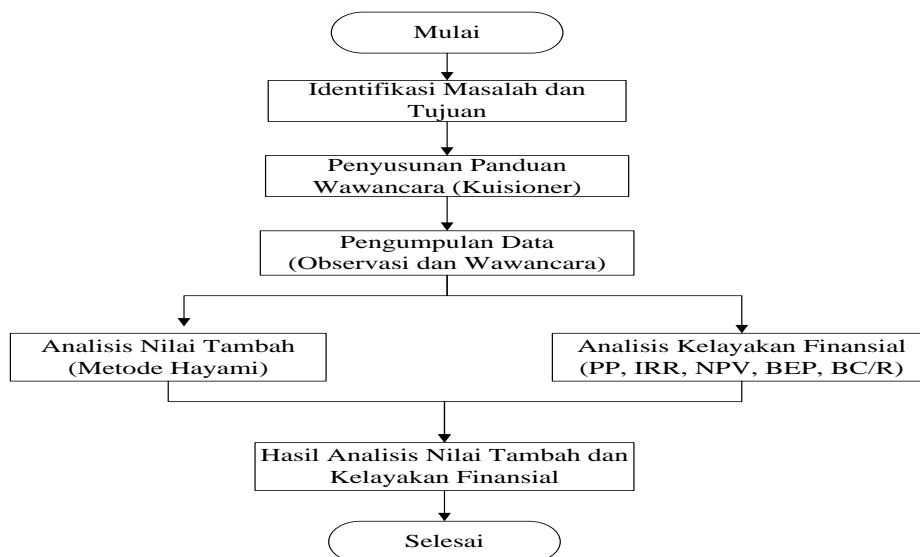 Mulai
Identifikasi Masalah dan
Tujuan
Penyusunan Panduan
Wawancara (Kuisioner)
Pengumpulan Data
(Observasi dan Wawancara)
Analisis Nilai Tambah
(Metode Hayami)
Analisis Kelayakan Finansial
(PP, IRR, NPV, BEP, BC/R)
Hasil Analisis Nilai Tambah dan
Kelayakan Finansial
Selesai